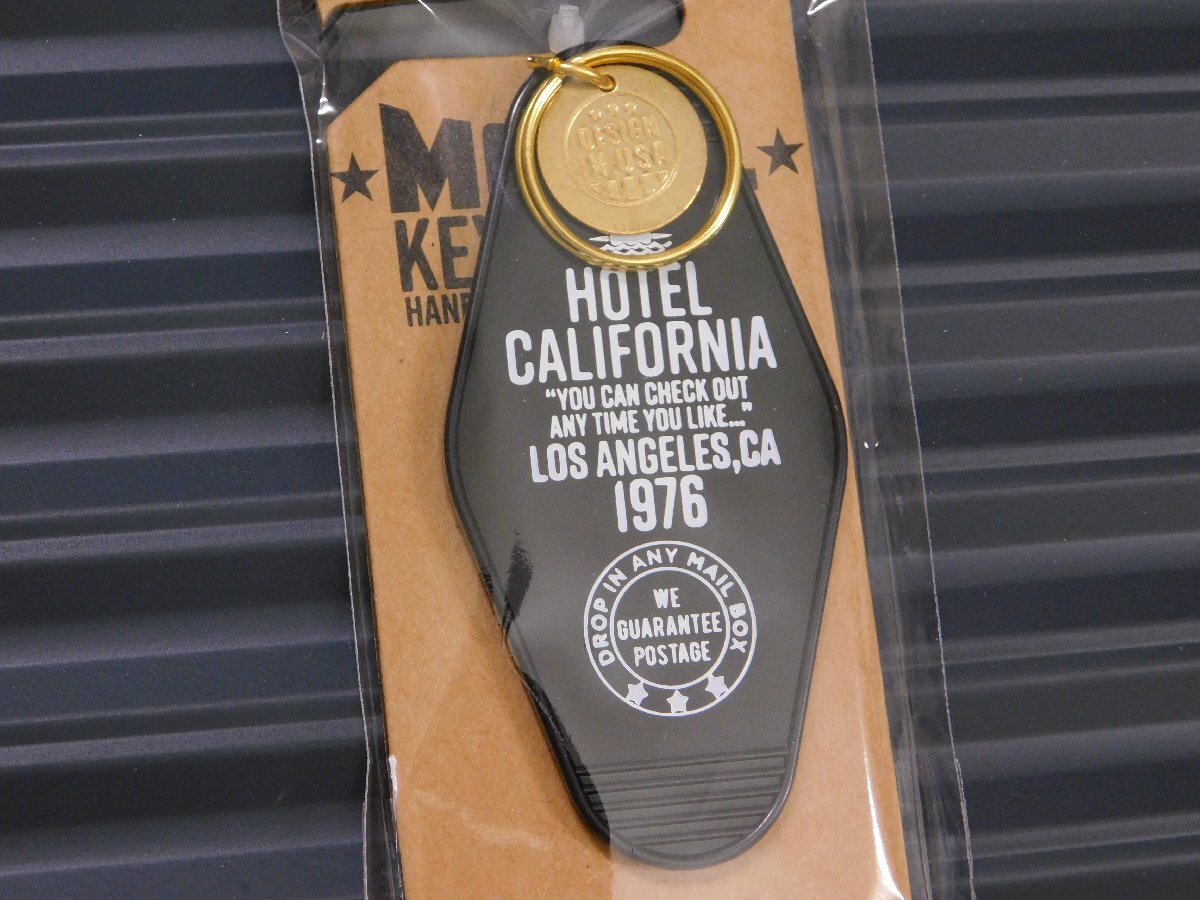 DESIGN
IN USA
KEY
HOTEL
CALIFORNIA
"YOU CAN CHECK OUT
ANY TIME YOU LIKE..."
LOS ANGELES,CA
1976
DROP IN ANY MAIL BOX
WE
GUARANTEE
POSTAGE